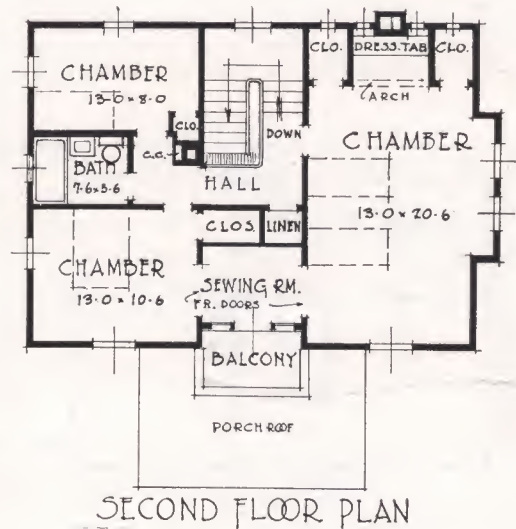 CLO.
DRESS.TAB
CLO.
CHAMBER
13-0 x 8-0
CLO.
DOWN
ARCH
CHAMBER
13-0 x 20-6
BATH
7-6 x 5-6
C.C.
HALL
CLOS.
LINEN
CHAMBER
13-0 x 10-6
SEWING RM.
FR. DOORS
BALCONY
PORCH ROOF
SECOND FLOOR PLAN